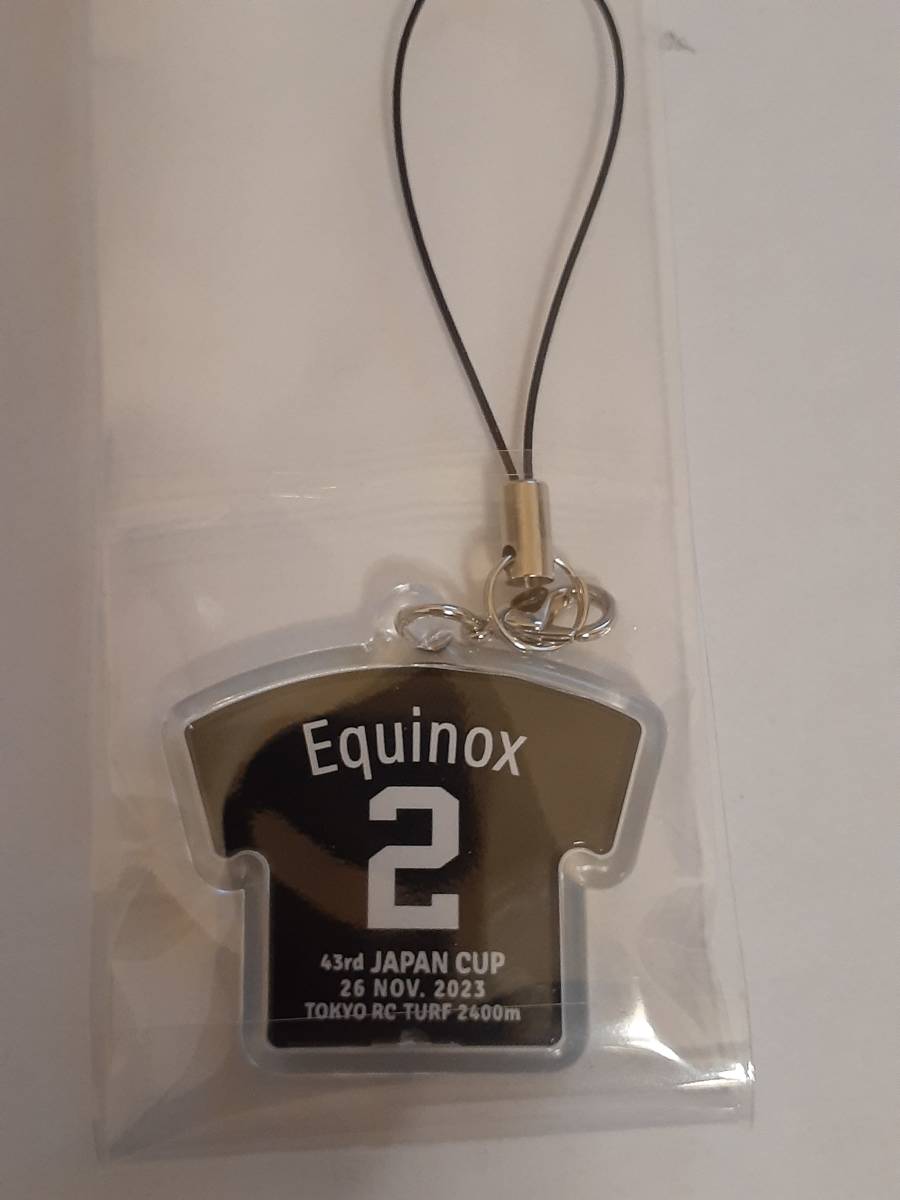 Equinox
2
43rd JAPAN CUP
26 NOV. 2023
TOKYO RC TURF 2400m